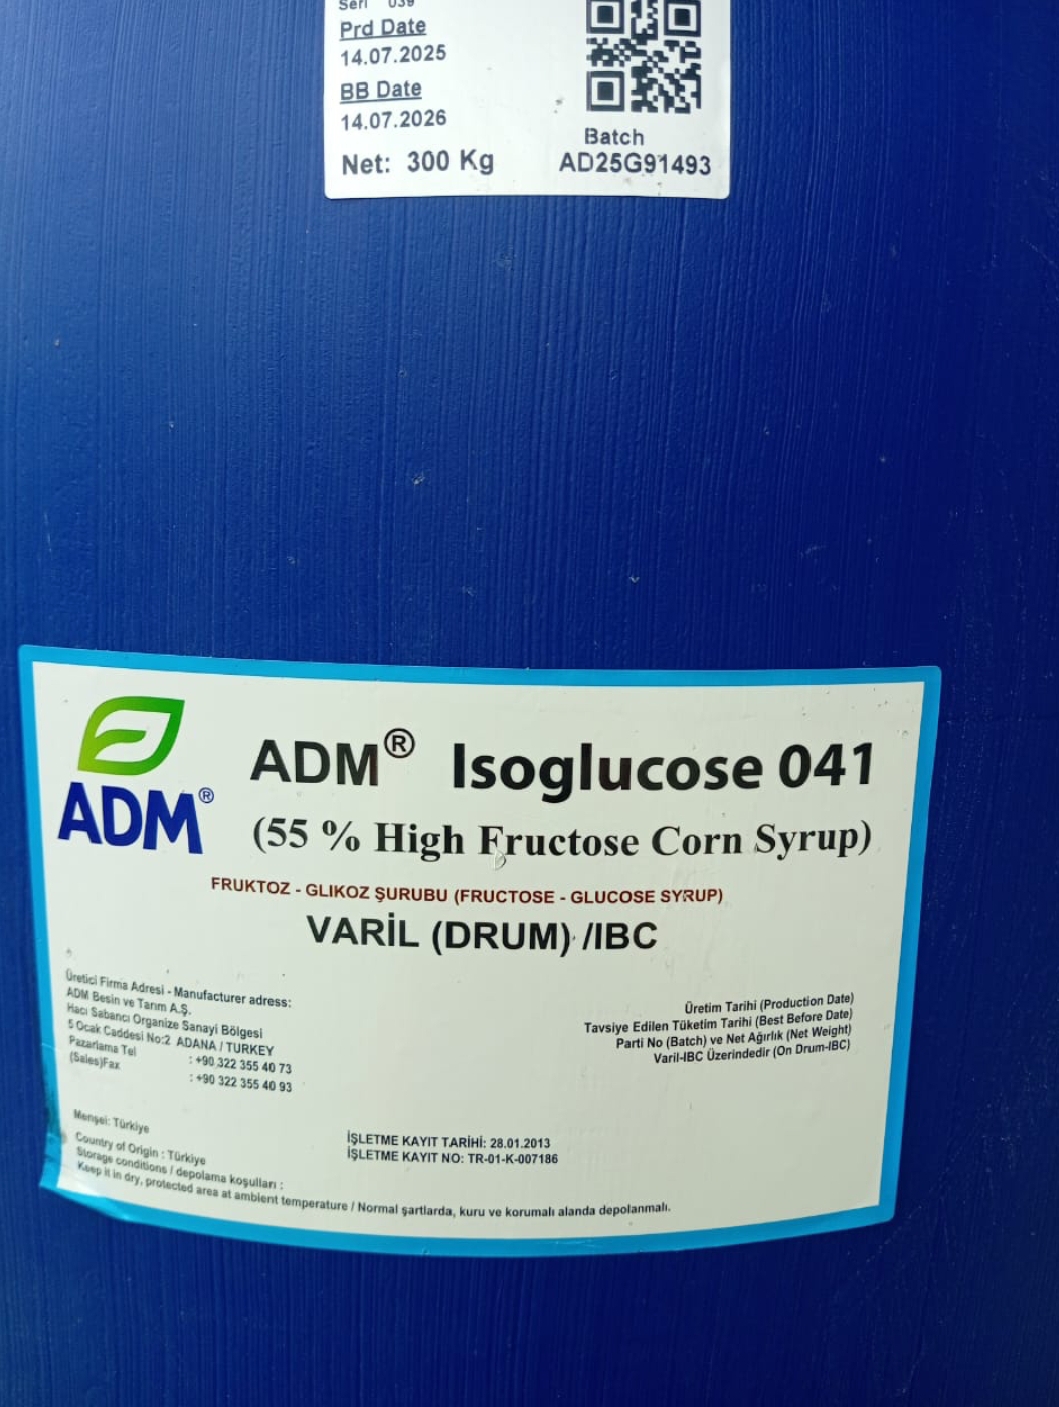 Seri 039
Prd Date
14.07.2025
BB Date
14.07.2026
Net: 300 Kg
Batch
AD25G91493
ADM®
ADM® Isoglucose 041
(55 % High Fructose Corn Syrup)
FRUKTOZ - GLIKOZ ŞURUBU (FRUCTOSE - GLUCOSE SYRUP)
VARİL (DRUM) /IBC
Üretici Firma Adresi - Manufacturer adress:
ADM Besin ve Tarım A.Ş.
Hacı Sabancı Organize Sanayi Bölgesi
5 Ocak Caddesi No:2 ADANA / TURKEY
Pazarlama Tel : +90 322 355 40 73
(Sales)Fax : +90 322 355 40 93
Üretim Tarihi (Production Date)
Tavsiye Edilen Tüketim Tarihi (Best Before Date)
Parti No (Batch) ve Net Ağırlık (Net Weight)
Varil-IBC Üzerindedir (On Drum-IBC)
Menşei: Türkiye
Country of Origin : Türkiye
Storage conditions / depolama koşulları :
Keep it in dry, protected area at ambient temperature / Normal şartlarda, kuru ve korumalı alanda depolanmalı.
İŞLETME KAYIT TARİHİ: 28.01.2013
İŞLETME KAYIT NO: TR-01-K-007186